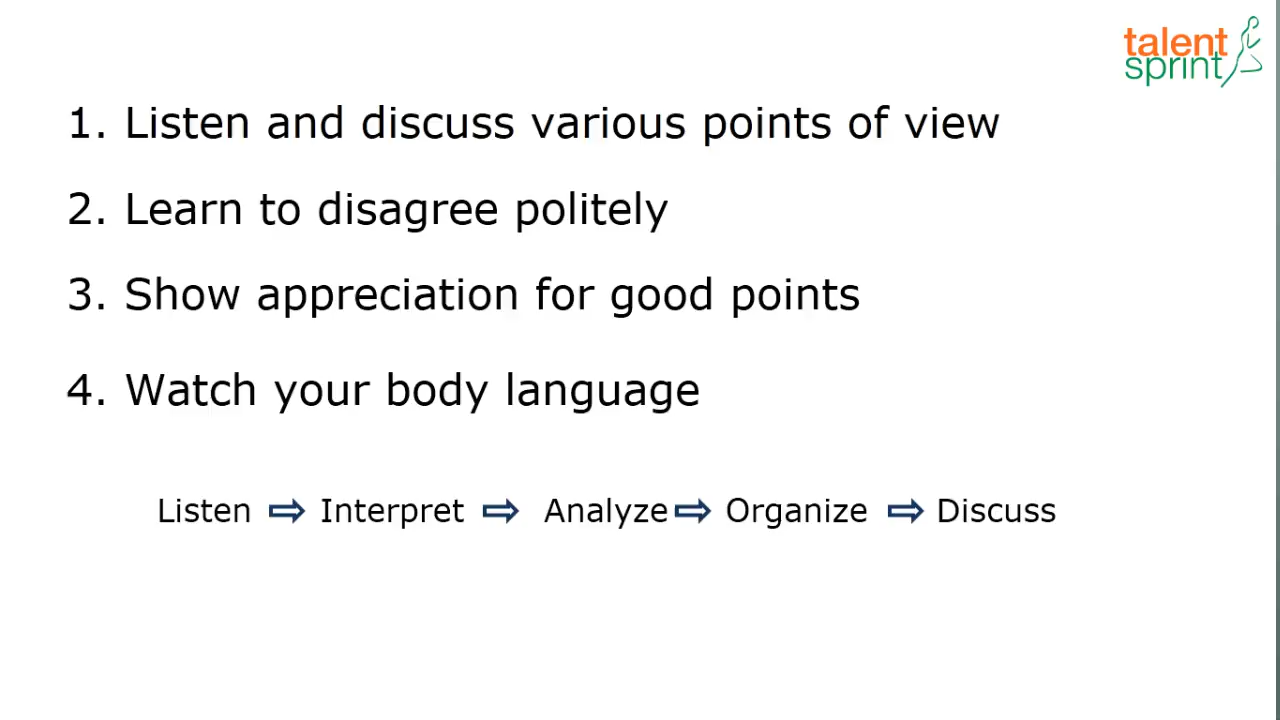 talent
sprint
1. Listen and discuss various points of view
2. Learn to disagree politely
3. Show appreciation for good points
4. Watch your body language
Listen ⇨ Interpret ⇨ Analyze ⇨ Organize ⇨ Discuss